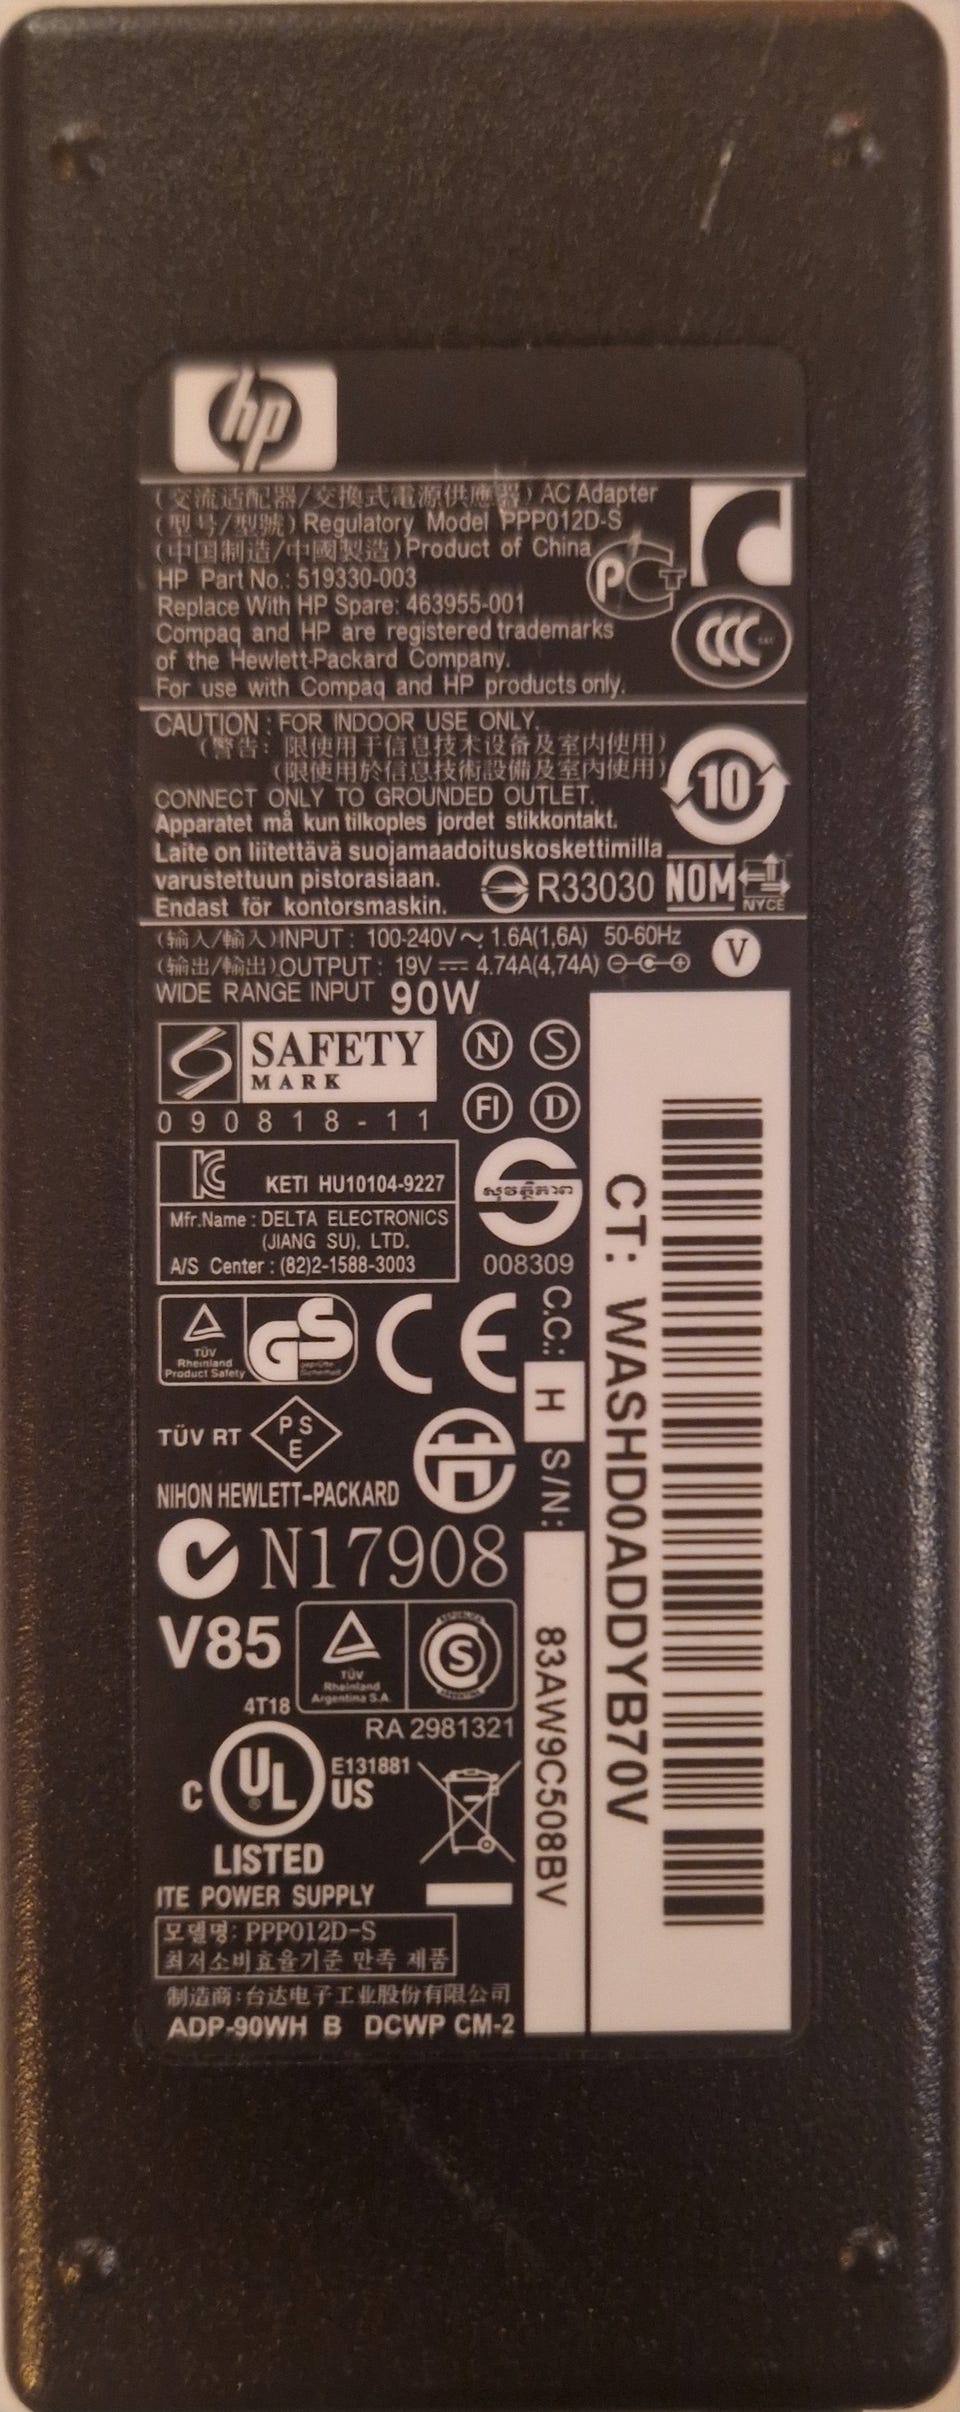 hp
(交流适配器/交換式電源供應器) AC Adapter
(型号/型號) Regulatory Model PPP012D-S
(中国制造/中國製造) Product of China
HP Part No.: 519330-003
Replace With HP Spare: 463955-001
Compaq and HP are registered trademarks
of the Hewlett-Packard Company.
For use with Compaq and HP products only.
PCT
CCC
CAUTION : FOR INDOOR USE ONLY.
(警告: 限使用于信息技术设备及室内使用)
(限使用於信息技術設備及室內使用)
CONNECT ONLY TO GROUNDED OUTLET.
Apparatet må kun tilkoples jordet stikkontakt.
Laite on liitettävä suojamaadoituskoskettimilla
varustettuun pistorasiaan.
Endast för kontorsmaskin.
10
R33030 NOM
NYCE
(输入/輸入)INPUT : 100-240V~ 1.6A(1,6A) 50-60Hz
(输出/輸出)OUTPUT : 19V⎓ 4.74A(4,74A)
WIDE RANGE INPUT 90W
V
SAFETY
MARK
090818-11
N S
FI D
KETI HU10104-9227
Mfr.Name : DELTA ELECTRONICS
(JIANG SU). LTD.
A/S Center : (82)2-1588-3003
សុវត្ថិភាព
008309
TÜV
Rheinland
Product Safety
GS
geprüfte
Sicherheit
CE
TÜV RT
PS
E
NIHON HEWLETT-PACKARD
N17908
V85
TÜV
Rheinland
Argentina S.A.
S
4T18
RA 2981321
C UL US
®
E131881
LISTED
ITE POWER SUPPLY
모델명: PPP012D-S
최저소비효율기준 만족 제품
制造商:台达电子工业股份有限公司
ADP-90WH B DCWP CM-2
C.C.: H S/N: 83AW9C508BV
CT: WASHD0ADDYB70V